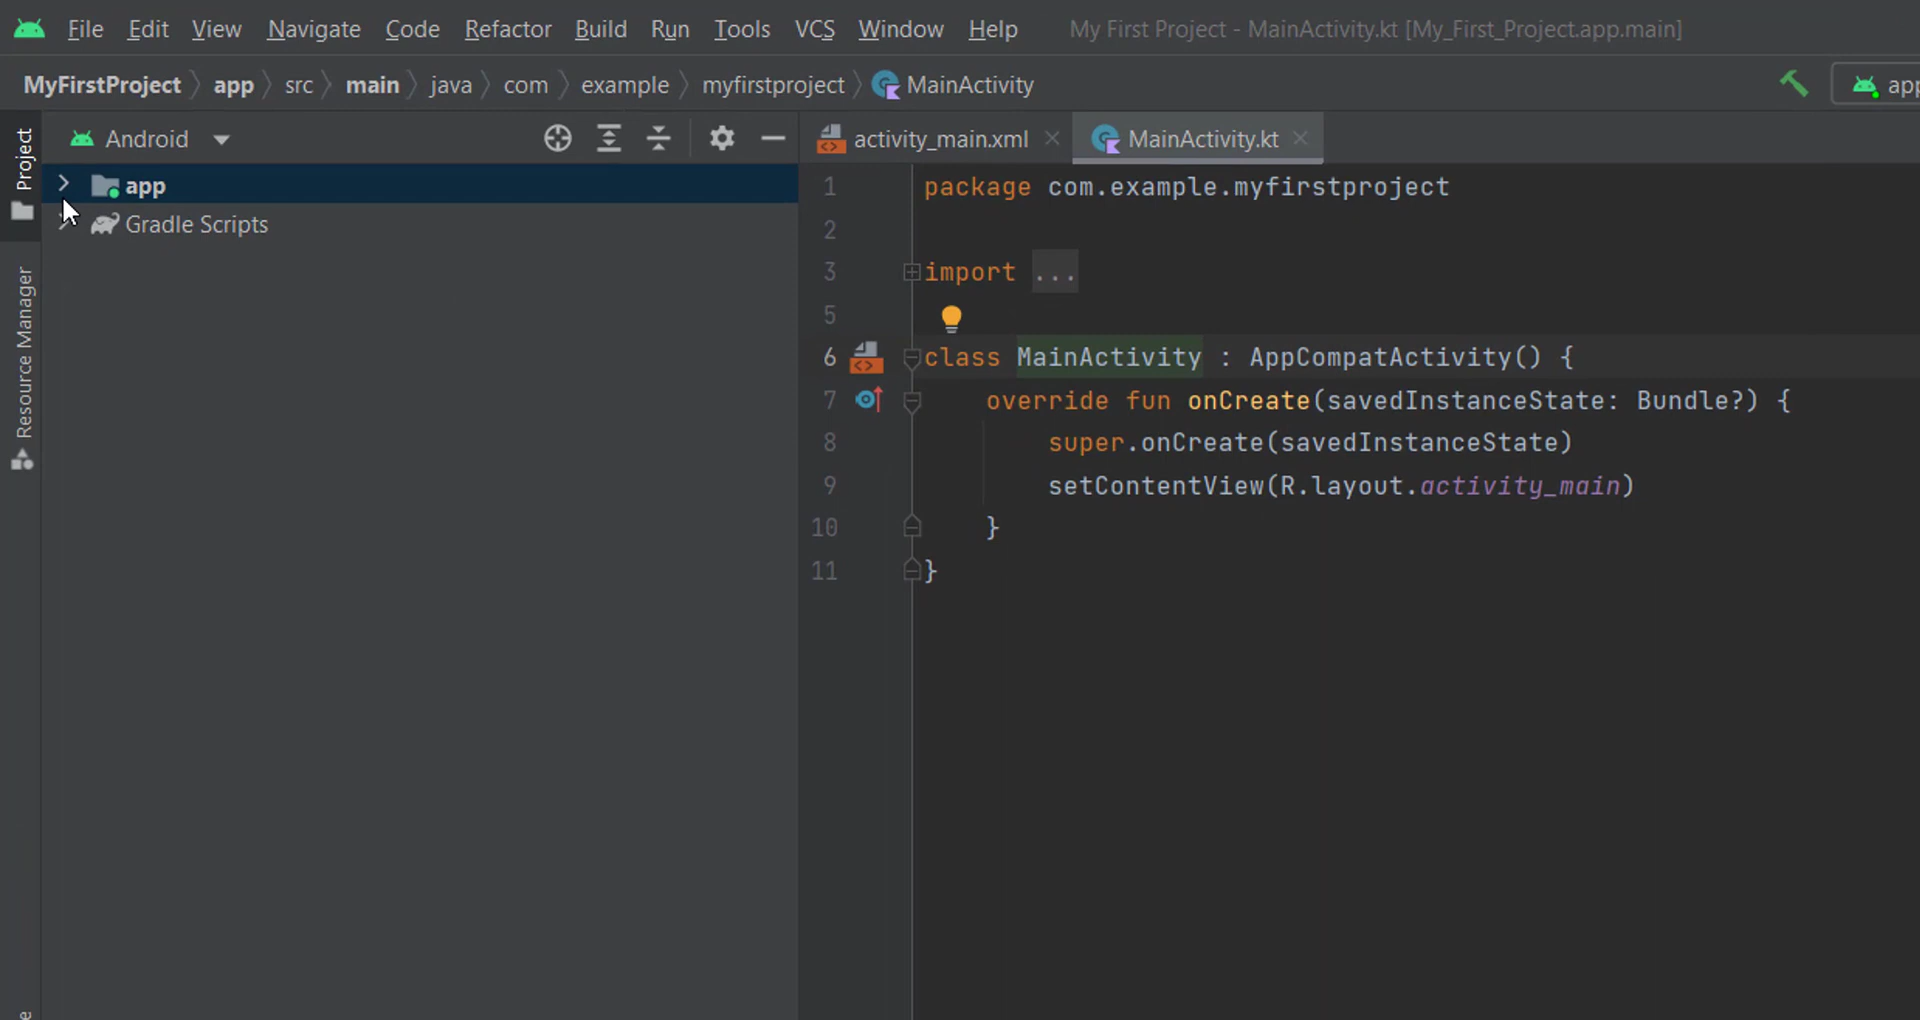 File Edit View Navigate Code Refactor Build Run Tools VCS Window Help My First Project - MainActivity.kt [My_First_Project.app.main]
MyFirstProject app src main java com example myfirstproject MainActivity app
Project
Resource Manager
Android
app
Gradle Scripts
activity_main.xml MainActivity.kt
1 package com.example.myfirstproject
2
3 import ...
5
6 class MainActivity : AppCompatActivity() {
7 override fun onCreate(savedInstanceState: Bundle?) {
8 super.onCreate(savedInstanceState)
9 setContentView(R.layout.activity_main)
10 }
11 }